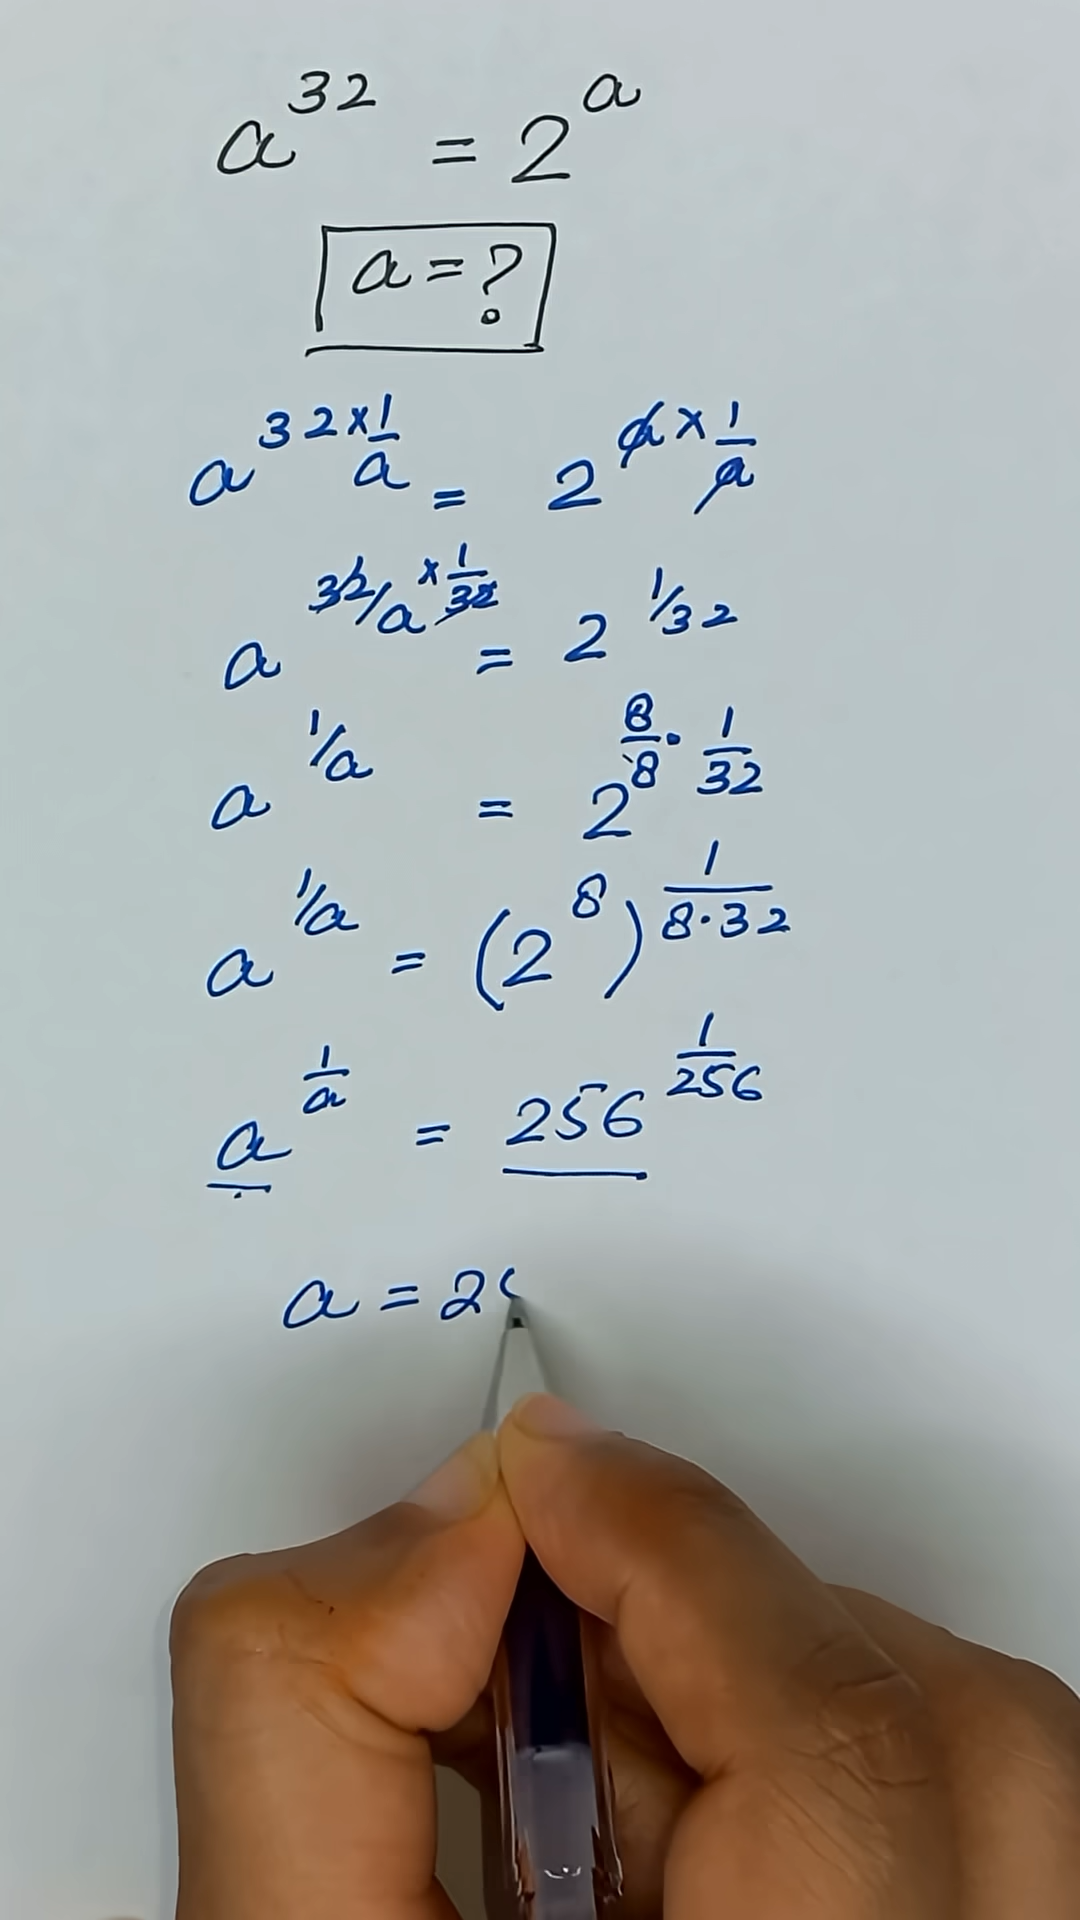 a^32 = 2^a
a = ?
a^(32 × 1/a) = 2^(a × 1/a)
a^(32/a × 1/32) = 2^(1/32)
a^(1/a) = 2^(8/8 · 1/32)
a^(1/a) = (2^8)^(1/(8·32))
a^(1/a) = 256^(1/256)
a = 2